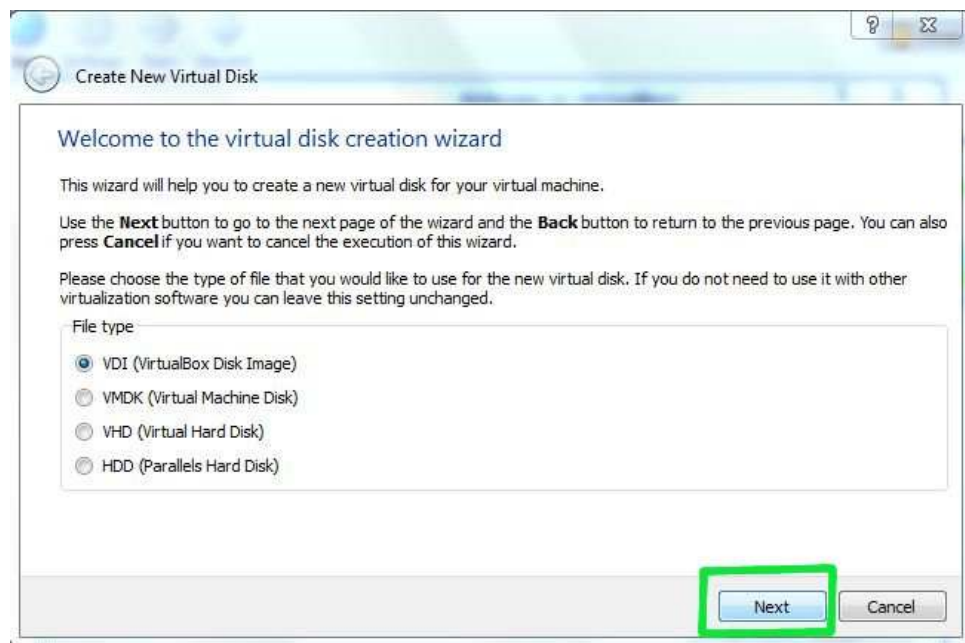 Create New Virtual Disk
Welcome to the virtual disk creation wizard
This wizard will help you to create a new virtual disk for your virtual machine.
Use the Next button to go to the next page of the wizard and the Back button to return to the previous page. You can also
press Cancel if you want to cancel the execution of this wizard.
Please choose the type of file that you would like to use for the new virtual disk. If you do not need to use it with other
virtualization software you can leave this setting unchanged.
File type
VDI (VirtualBox Disk Image)
VMDK (Virtual Machine Disk)
VHD (Virtual Hard Disk)
HDD (Parallels Hard Disk)
Next Cancel